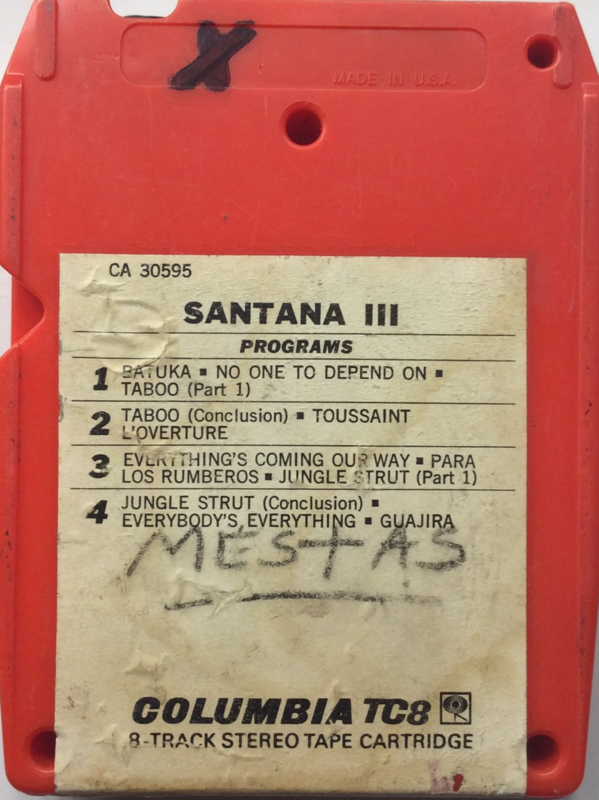 X
MADE IN U.S.A.
CA 30595
SANTANA III
PROGRAMS
1 BATUKA ▪ NO ONE TO DEPEND ON ▪
TABOO (Part 1)
2 TABOO (Conclusion) ▪ TOUSSAINT
L'OVERTURE
3 EVERYTHING'S COMING OUR WAY ▪ PARA
LOS RUMBEROS ▪ JUNGLE STRUT (Part 1)
4 JUNGLE STRUT (Conclusion) ▪
EVERYBODY'S EVERYTHING ▪ GUAJIRA
MESTAS
COLUMBIA TC8
8-TRACK STEREO TAPE CARTRIDGE